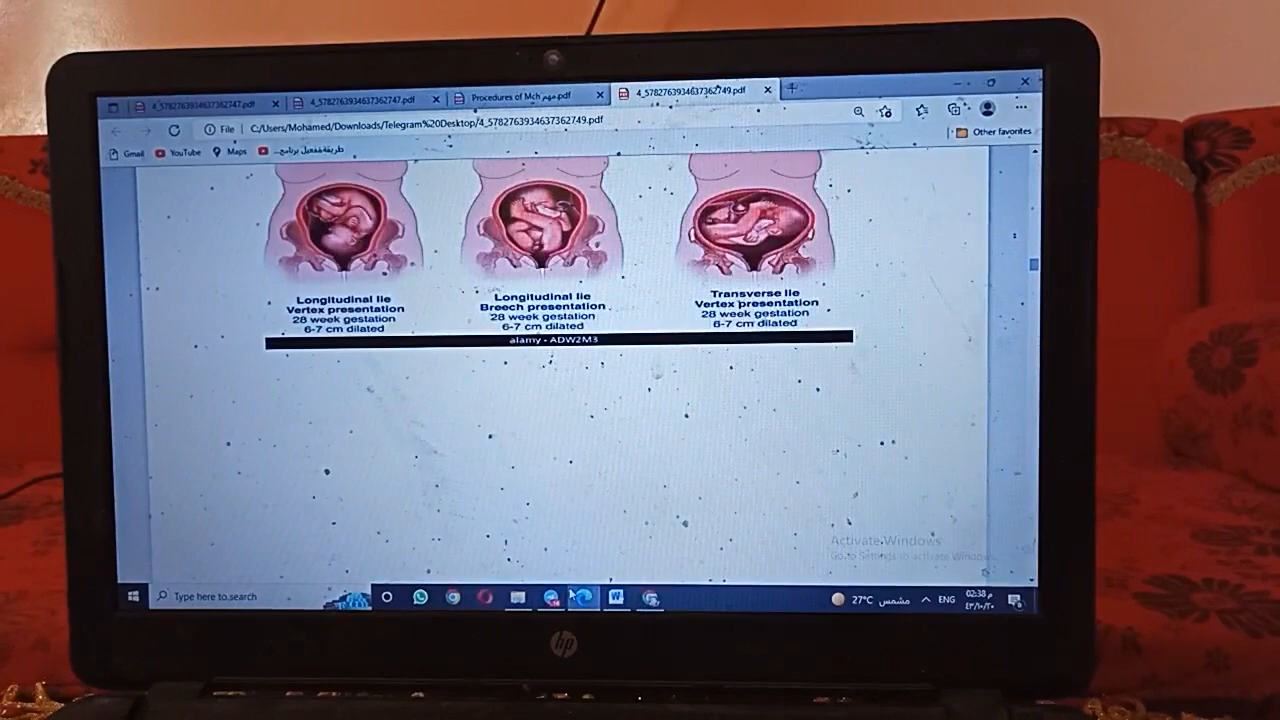 4_5782763934637362747.pdf
4_5782763934637362747.pdf
Procedures of Mch مهم.pdf
4_5782763934637362749.pdf
File
C:/Users/Mohamed/Downloads/Telegram%20Desktop/4_5782763934637362749.pdf
Other favorites
Gmail
YouTube
Maps
طريقة تفعيل برنامج...
Longitudinal lie
Vertex presentation
28 week gestation
6-7 cm dilated
Longitudinal lie
Breech presentation
28 week gestation
6-7 cm dilated
Transverse lie
Vertex presentation
28 week gestation
6-7 cm dilated
alamy - ADW2M3
Activate Windows
Go to Settings to activate Windows.
Type here to search
27°C مشمس
ENG
02:38 م
hp